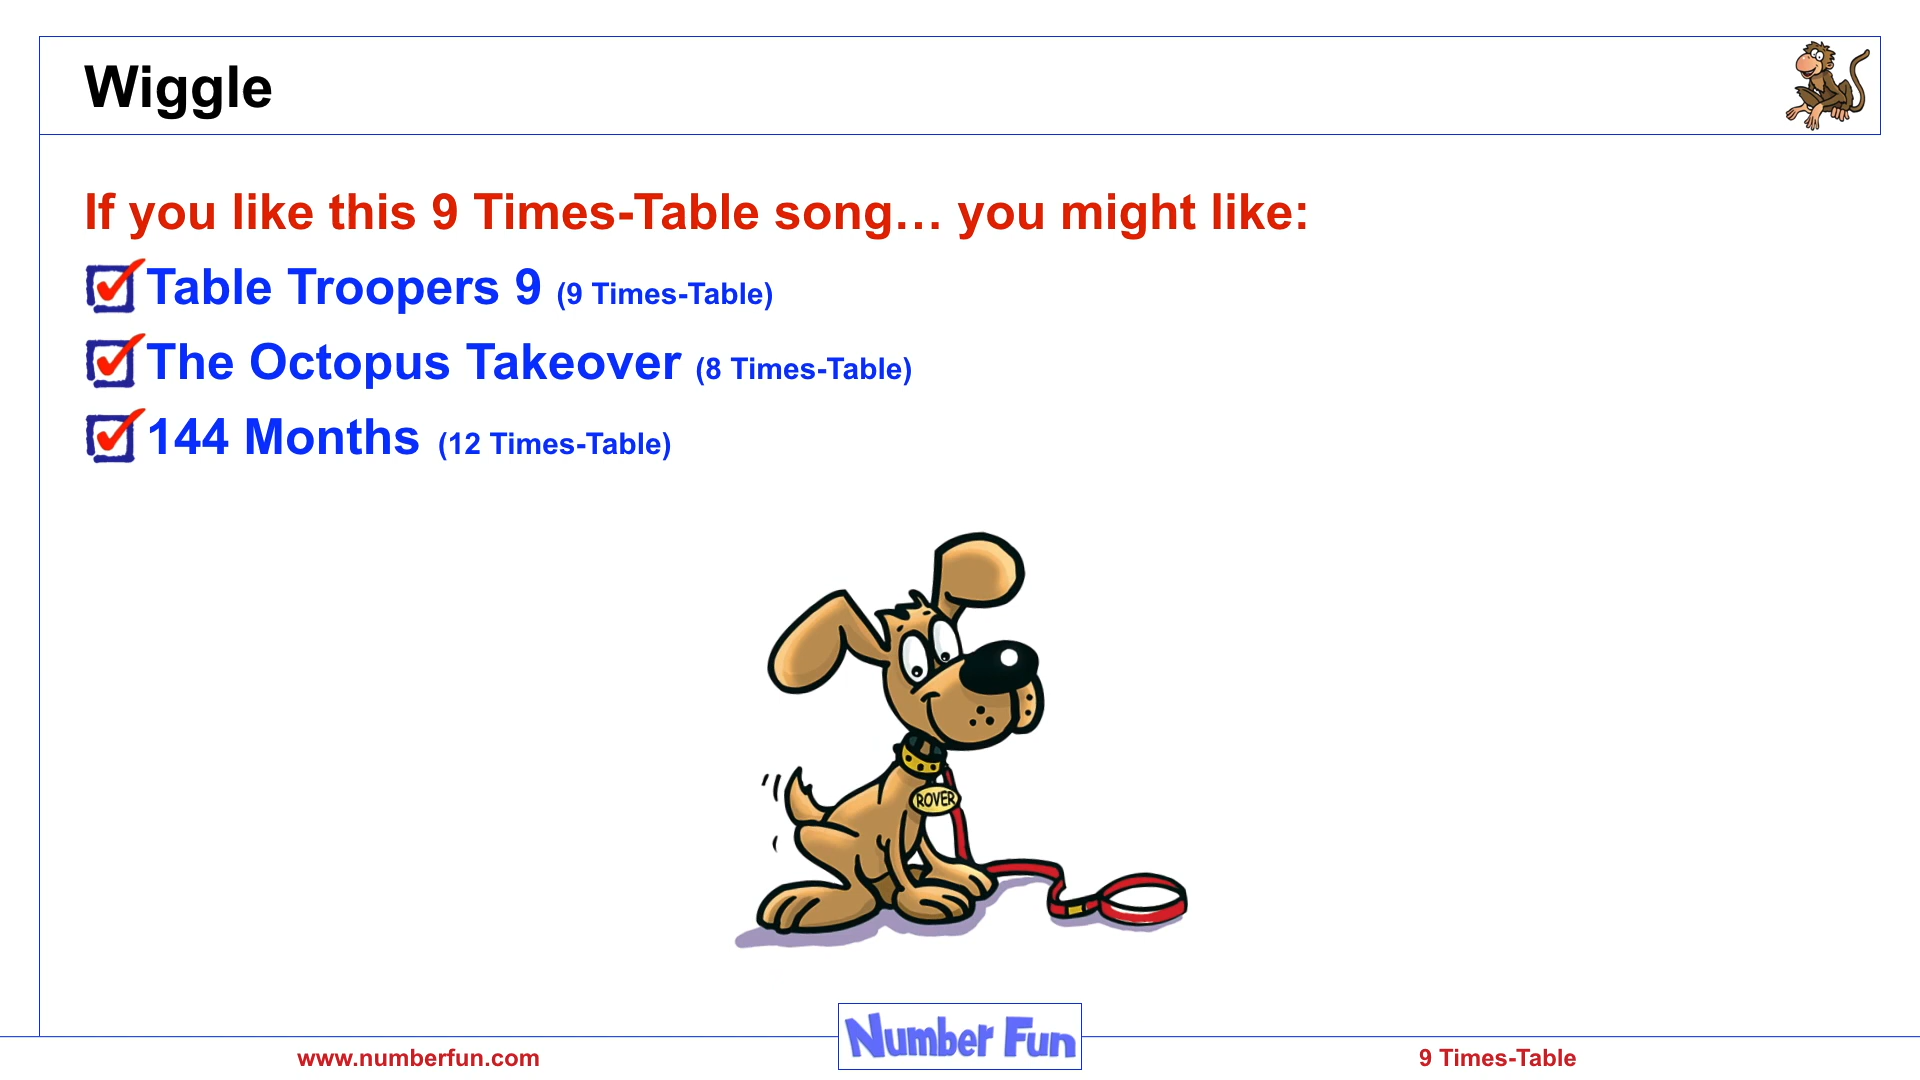 Wiggle
If you like this 9 Times-Table song… you might like:
Table Troopers 9 (9 Times-Table)
The Octopus Takeover (8 Times-Table)
144 Months (12 Times-Table)
ROVER
www.numberfun.com
Number Fun
9 Times-Table